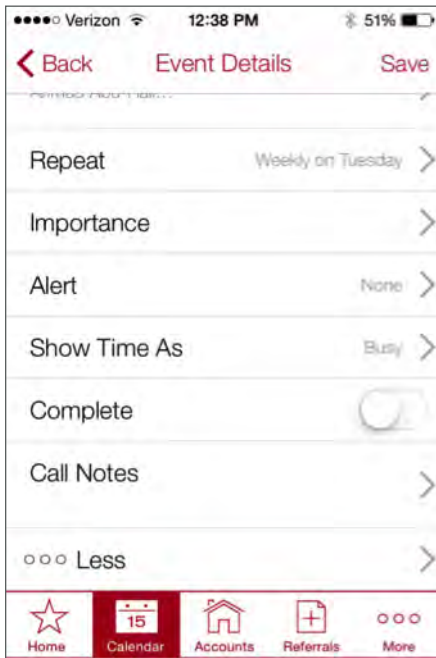 Verizon 12:38 PM 51%
Back Event Details Save
Repeat Weekly on Tuesday
Importance
Alert None
Show Time As Busy
Complete
Call Notes
ooo Less
15
Home Calendar Accounts Referrals More